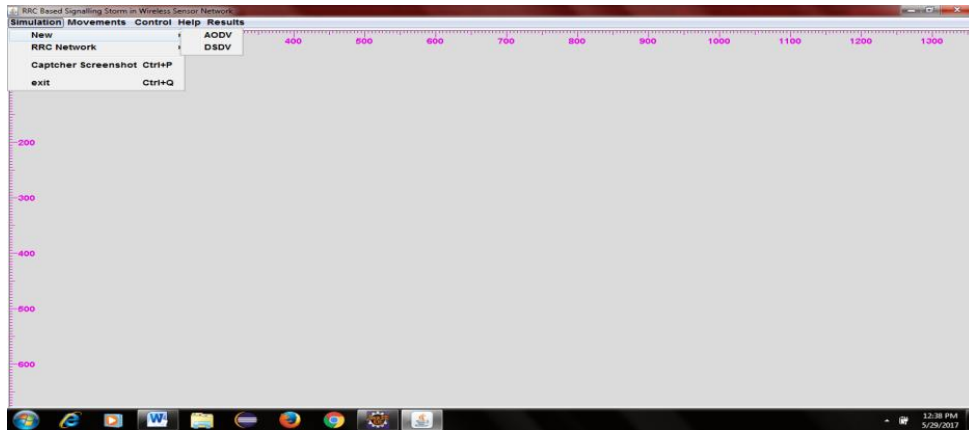 RRC Based Signalling Storm in Wireless Sensor Network
Simulation Movements Control Help Results
New
AODV
RRC Network
DSDV
Captcher Screenshot Ctrl+P
exit Ctrl+Q
400 500 600 700 800 900 1000 1100 1200 1300
200
300
400
500
600
W
12:38 PM
5/29/2017